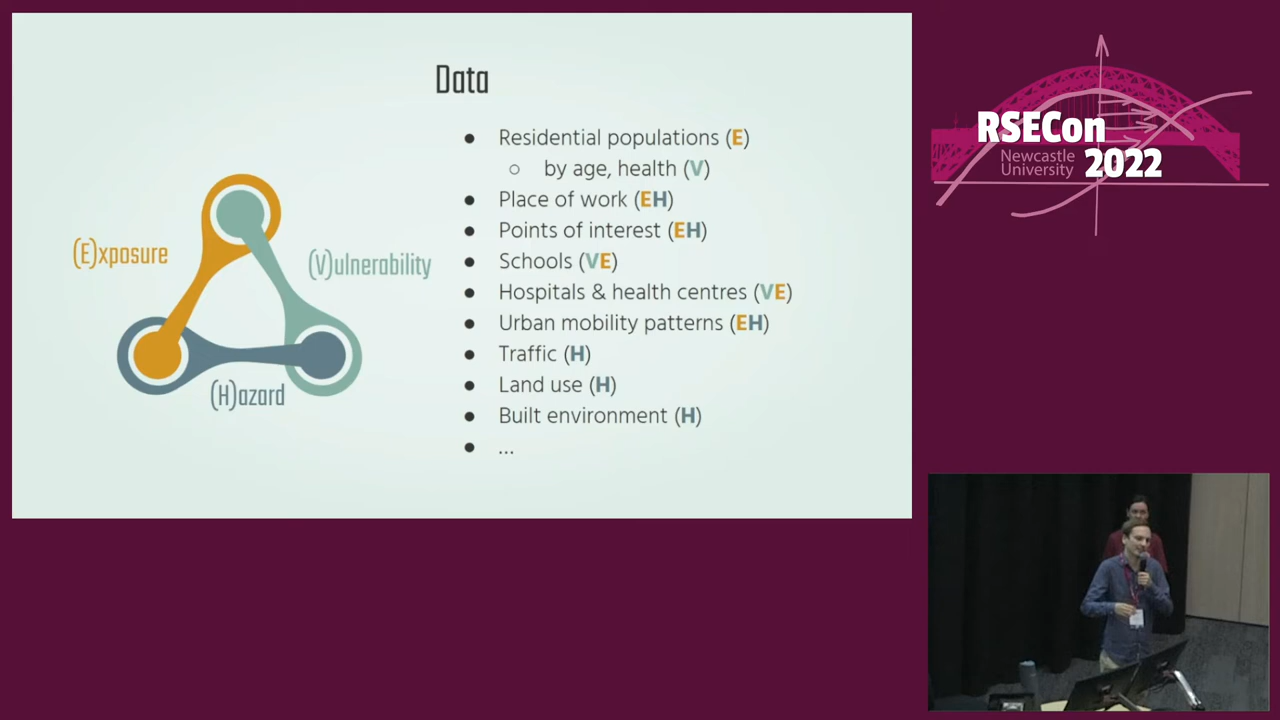 Data
(E)xposure
(V)ulnerability
(H)azard
● Residential populations (E)
○ by age, health (V)
● Place of work (EH)
● Points of interest (EH)
● Schools (VE)
● Hospitals & health centres (VE)
● Urban mobility patterns (EH)
● Traffic (H)
● Land use (H)
● Built environment (H)
● ...
RSECon
Newcastle
University
2022